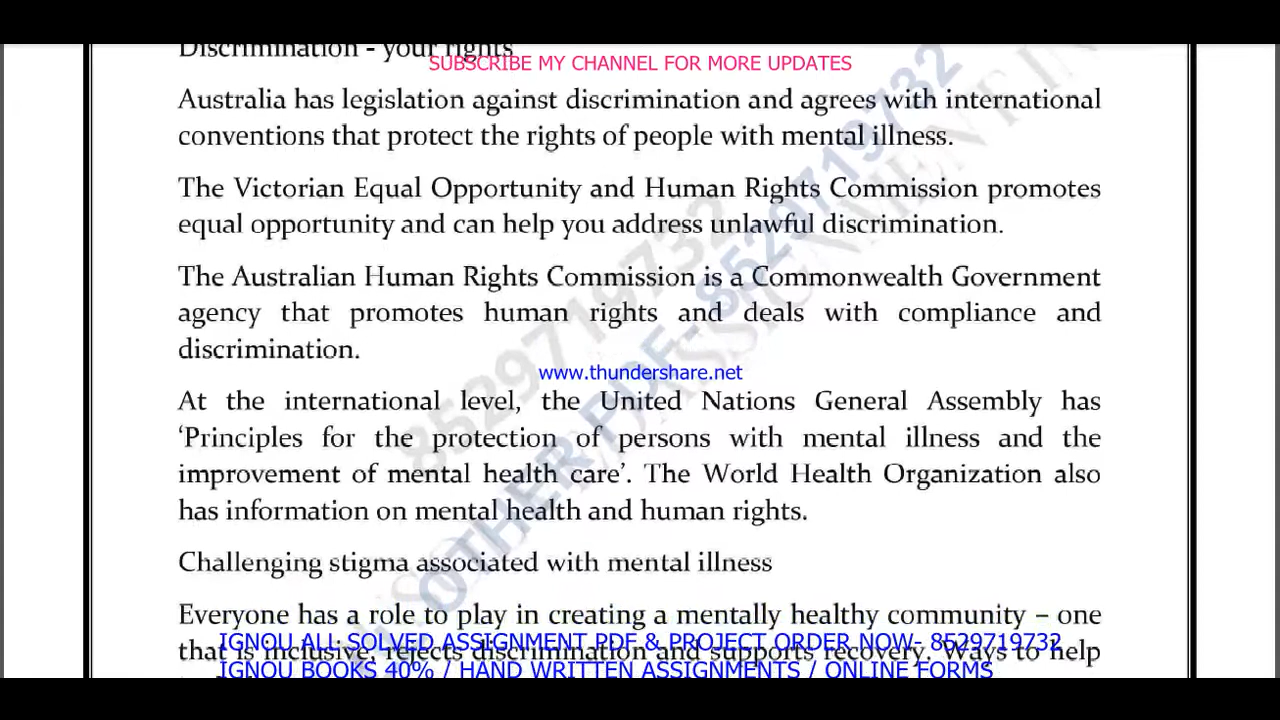 Discrimination - your rights
SUBSCRIBE MY CHANNEL FOR MORE UPDATES
Australia has legislation against discrimination and agrees with international
conventions that protect the rights of people with mental illness.
The Victorian Equal Opportunity and Human Rights Commission promotes
equal opportunity and can help you address unlawful discrimination.
The Australian Human Rights Commission is a Commonwealth Government
agency that promotes human rights and deals with compliance and
discrimination.
www.thundershare.net
At the international level, the United Nations General Assembly has
‘Principles for the protection of persons with mental illness and the
improvement of mental health care’. The World Health Organization also
has information on mental health and human rights.
Challenging stigma associated with mental illness
Everyone has a role to play in creating a mentally healthy community – one
IGNOU ALL SOLVED ASSIGNMENT PDF & PROJECT ORDER NOW- 8529719732
that is inclusive, rejects discrimination and supports recovery. Ways to help
IGNOU BOOKS 40% / HAND WRITTEN ASSIGNMENTS / ONLINE FORMS
8529719732
OTHER PDF- 8529719732